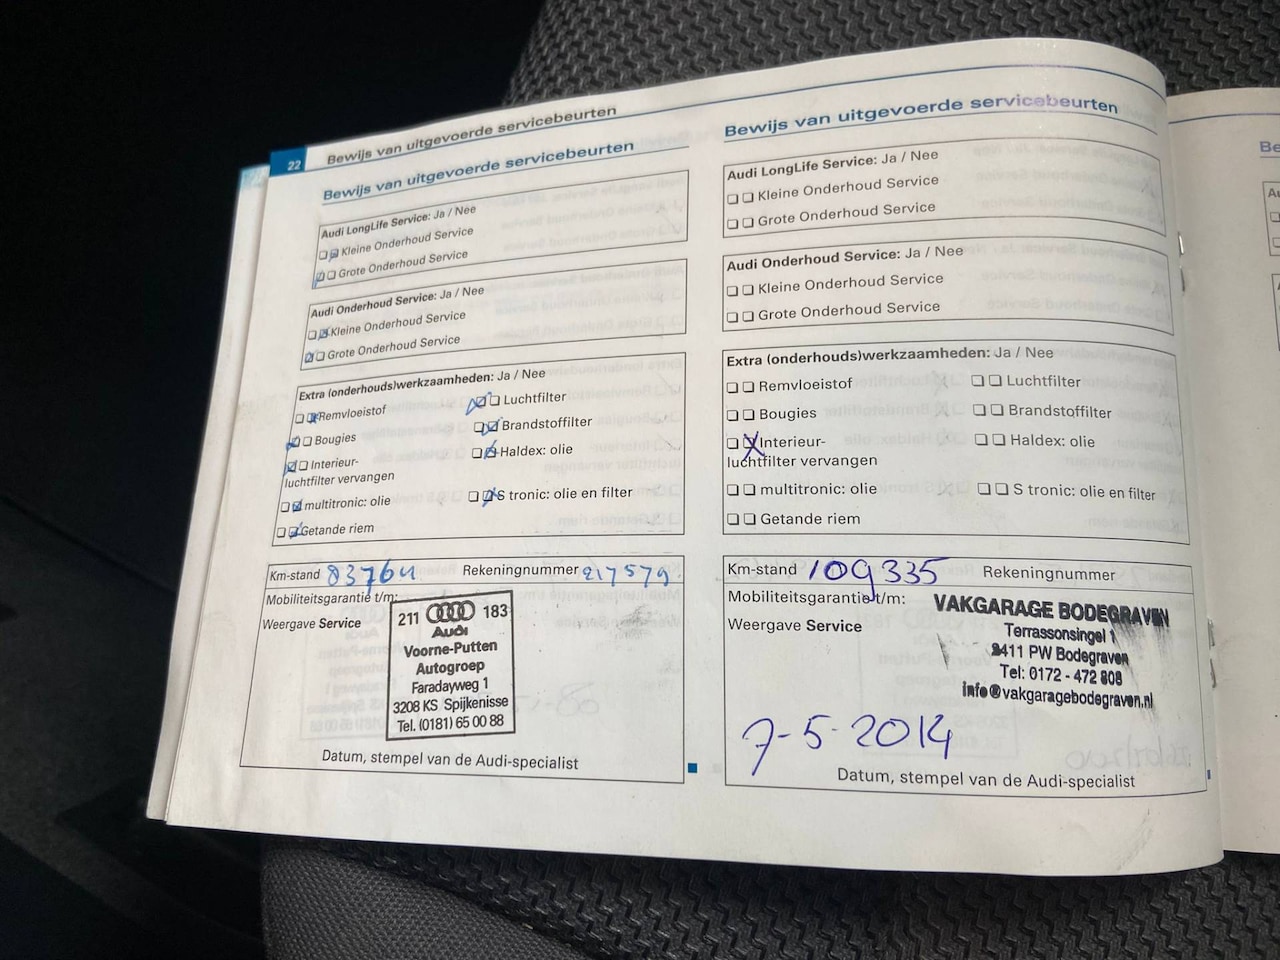 22
Bewijs van uitgevoerde servicebeurten
Bewijs van uitgevoerde servicebeurten
Audi LongLife Service: Ja / Nee
Kleine Onderhoud Service
Grote Onderhoud Service
Audi Onderhoud Service: Ja / Nee
Kleine Onderhoud Service
Grote Onderhoud Service
Extra (onderhouds)werkzaamheden: Ja / Nee
Remvloeistof
Luchtfilter
Bougies
Brandstoffilter
Interieur-
luchtfilter vervangen
Haldex: olie
multitronic: olie
S tronic: olie en filter
Getande riem
Km-stand 83764
Rekeningnummer 217579
Mobiliteitsgarantie t/m:
Weergave Service
211 183
Audi
Voorne-Putten
Autogroep
Faradayweg 1
3208 KS Spijkenisse
Tel. (0181) 65 00 88
Datum, stempel van de Audi-specialist
Bewijs van uitgevoerde servicebeurten
Audi LongLife Service: Ja / Nee
Kleine Onderhoud Service
Grote Onderhoud Service
Audi Onderhoud Service: Ja / Nee
Kleine Onderhoud Service
Grote Onderhoud Service
Extra (onderhouds)werkzaamheden: Ja / Nee
Remvloeistof
Luchtfilter
Bougies
Brandstoffilter
Interieur-
luchtfilter vervangen
Haldex: olie
multitronic: olie
S tronic: olie en filter
Getande riem
Km-stand 109335
Rekeningnummer
Mobiliteitsgarantie t/m:
Weergave Service
VAKGARAGE BODEGRAVEN
Terrassonsingel 1
2411 PW Bodegraven
Tel: 0172 - 472 808
info@vakgaragebodegraven.nl
7-5-2014
Datum, stempel van de Audi-specialist